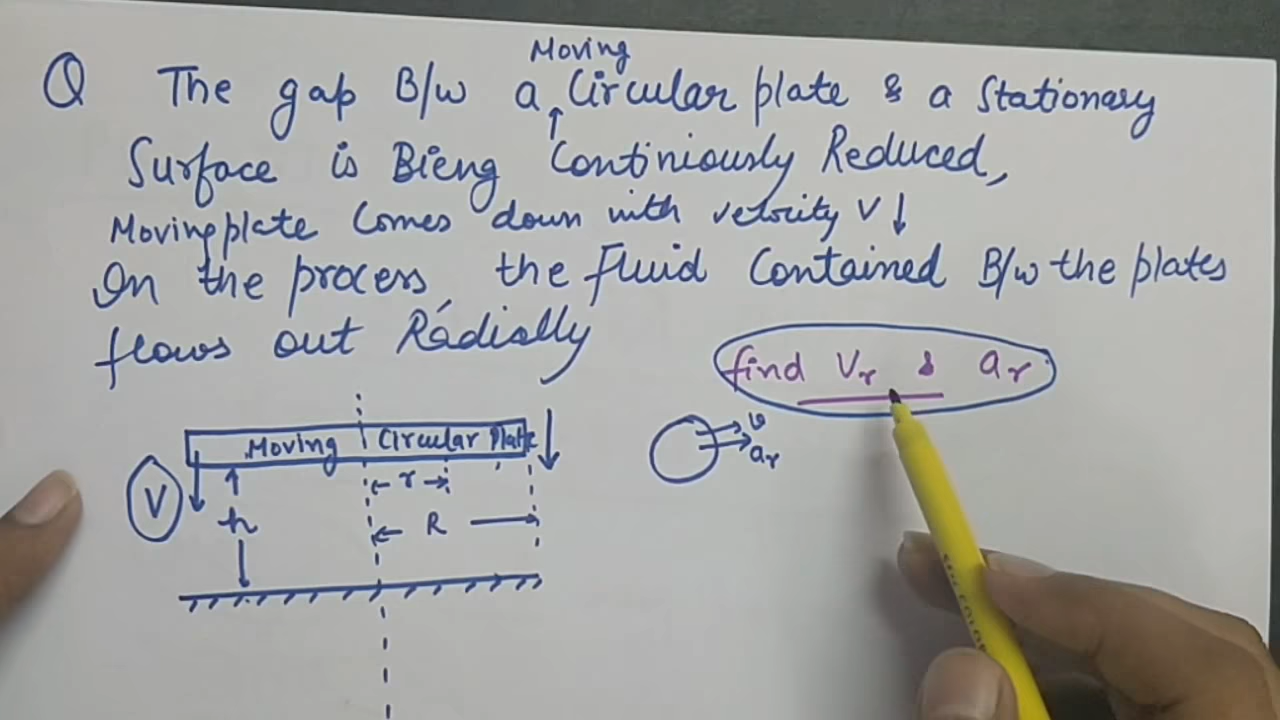 Moving
Q The gap B/w a Circular plate & a Stationary
Surface is Bieng Continiously Reduced,
Moving plate Comes down with velocity V ↓
On the process, the fluid Contained B/w the plates
flows out Radially
find Vr & ar
Moving Circular Plate
V
h
r
R
v
ar